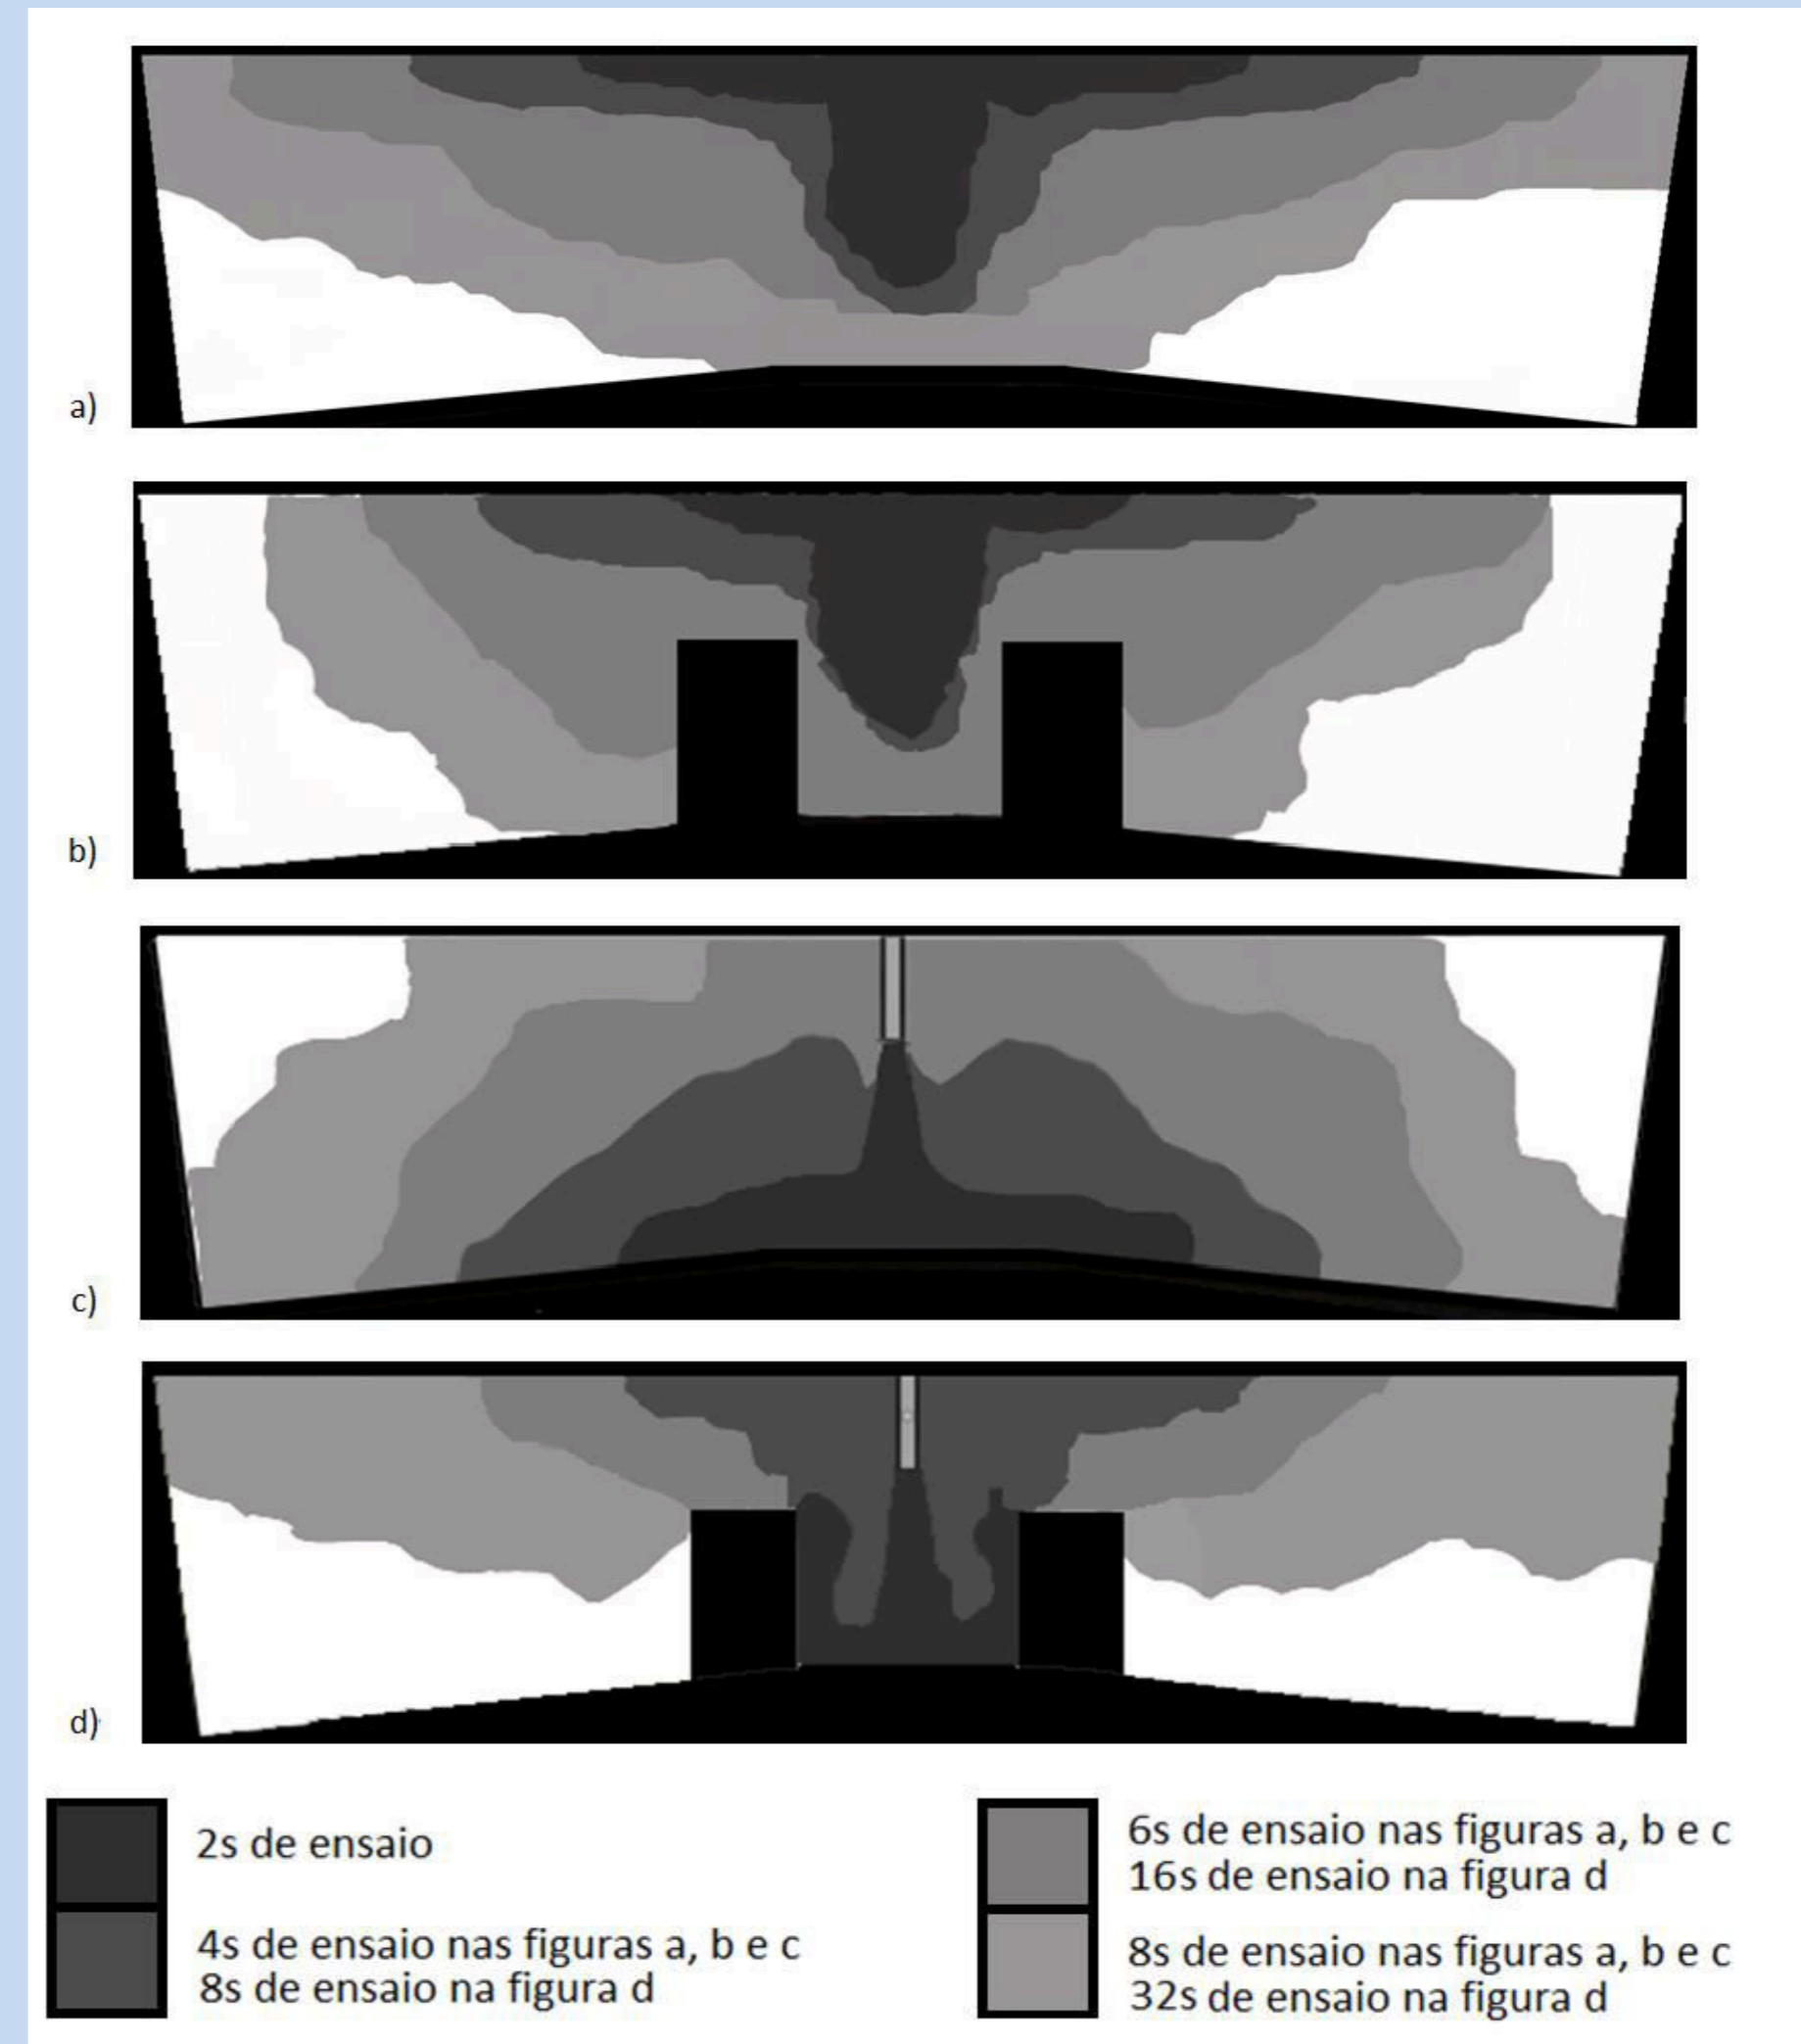 a)
b)
c)
d)
2s de ensaio
4s de ensaio nas figuras a, b e c
8s de ensaio na figura d
6s de ensaio nas figuras a, b e c
16s de ensaio na figura d
8s de ensaio nas figuras a, b e c
32s de ensaio na figura d